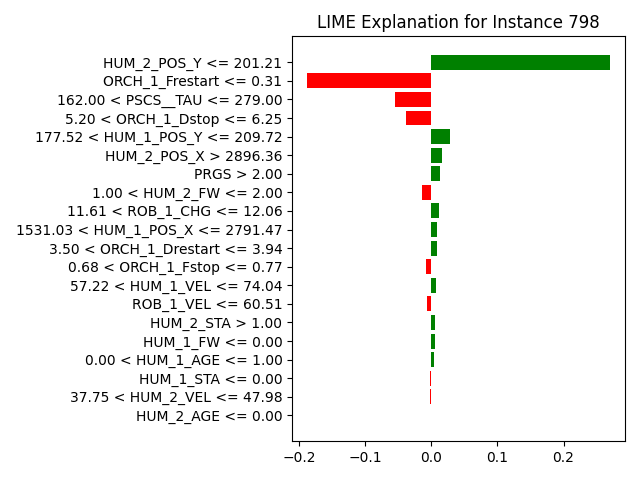 LIME Explanation for Instance 798
HUM_2_POS_Y <= 201.21
ORCH_1_Frestart <= 0.31
162.00 < PSCS__TAU <= 279.00
5.20 < ORCH_1_Dstop <= 6.25
177.52 < HUM_1_POS_Y <= 209.72
HUM_2_POS_X > 2896.36
PRGS > 2.00
1.00 < HUM_2_FW <= 2.00
11.61 < ROB_1_CHG <= 12.06
1531.03 < HUM_1_POS_X <= 2791.47
3.50 < ORCH_1_Drestart <= 3.94
0.68 < ORCH_1_Fstop <= 0.77
57.22 < HUM_1_VEL <= 74.04
ROB_1_VEL <= 60.51
HUM_2_STA > 1.00
HUM_1_FW <= 0.00
0.00 < HUM_1_AGE <= 1.00
HUM_1_STA <= 0.00
37.75 < HUM_2_VEL <= 47.98
HUM_2_AGE <= 0.00
−0.2 −0.1 0.0 0.1 0.2